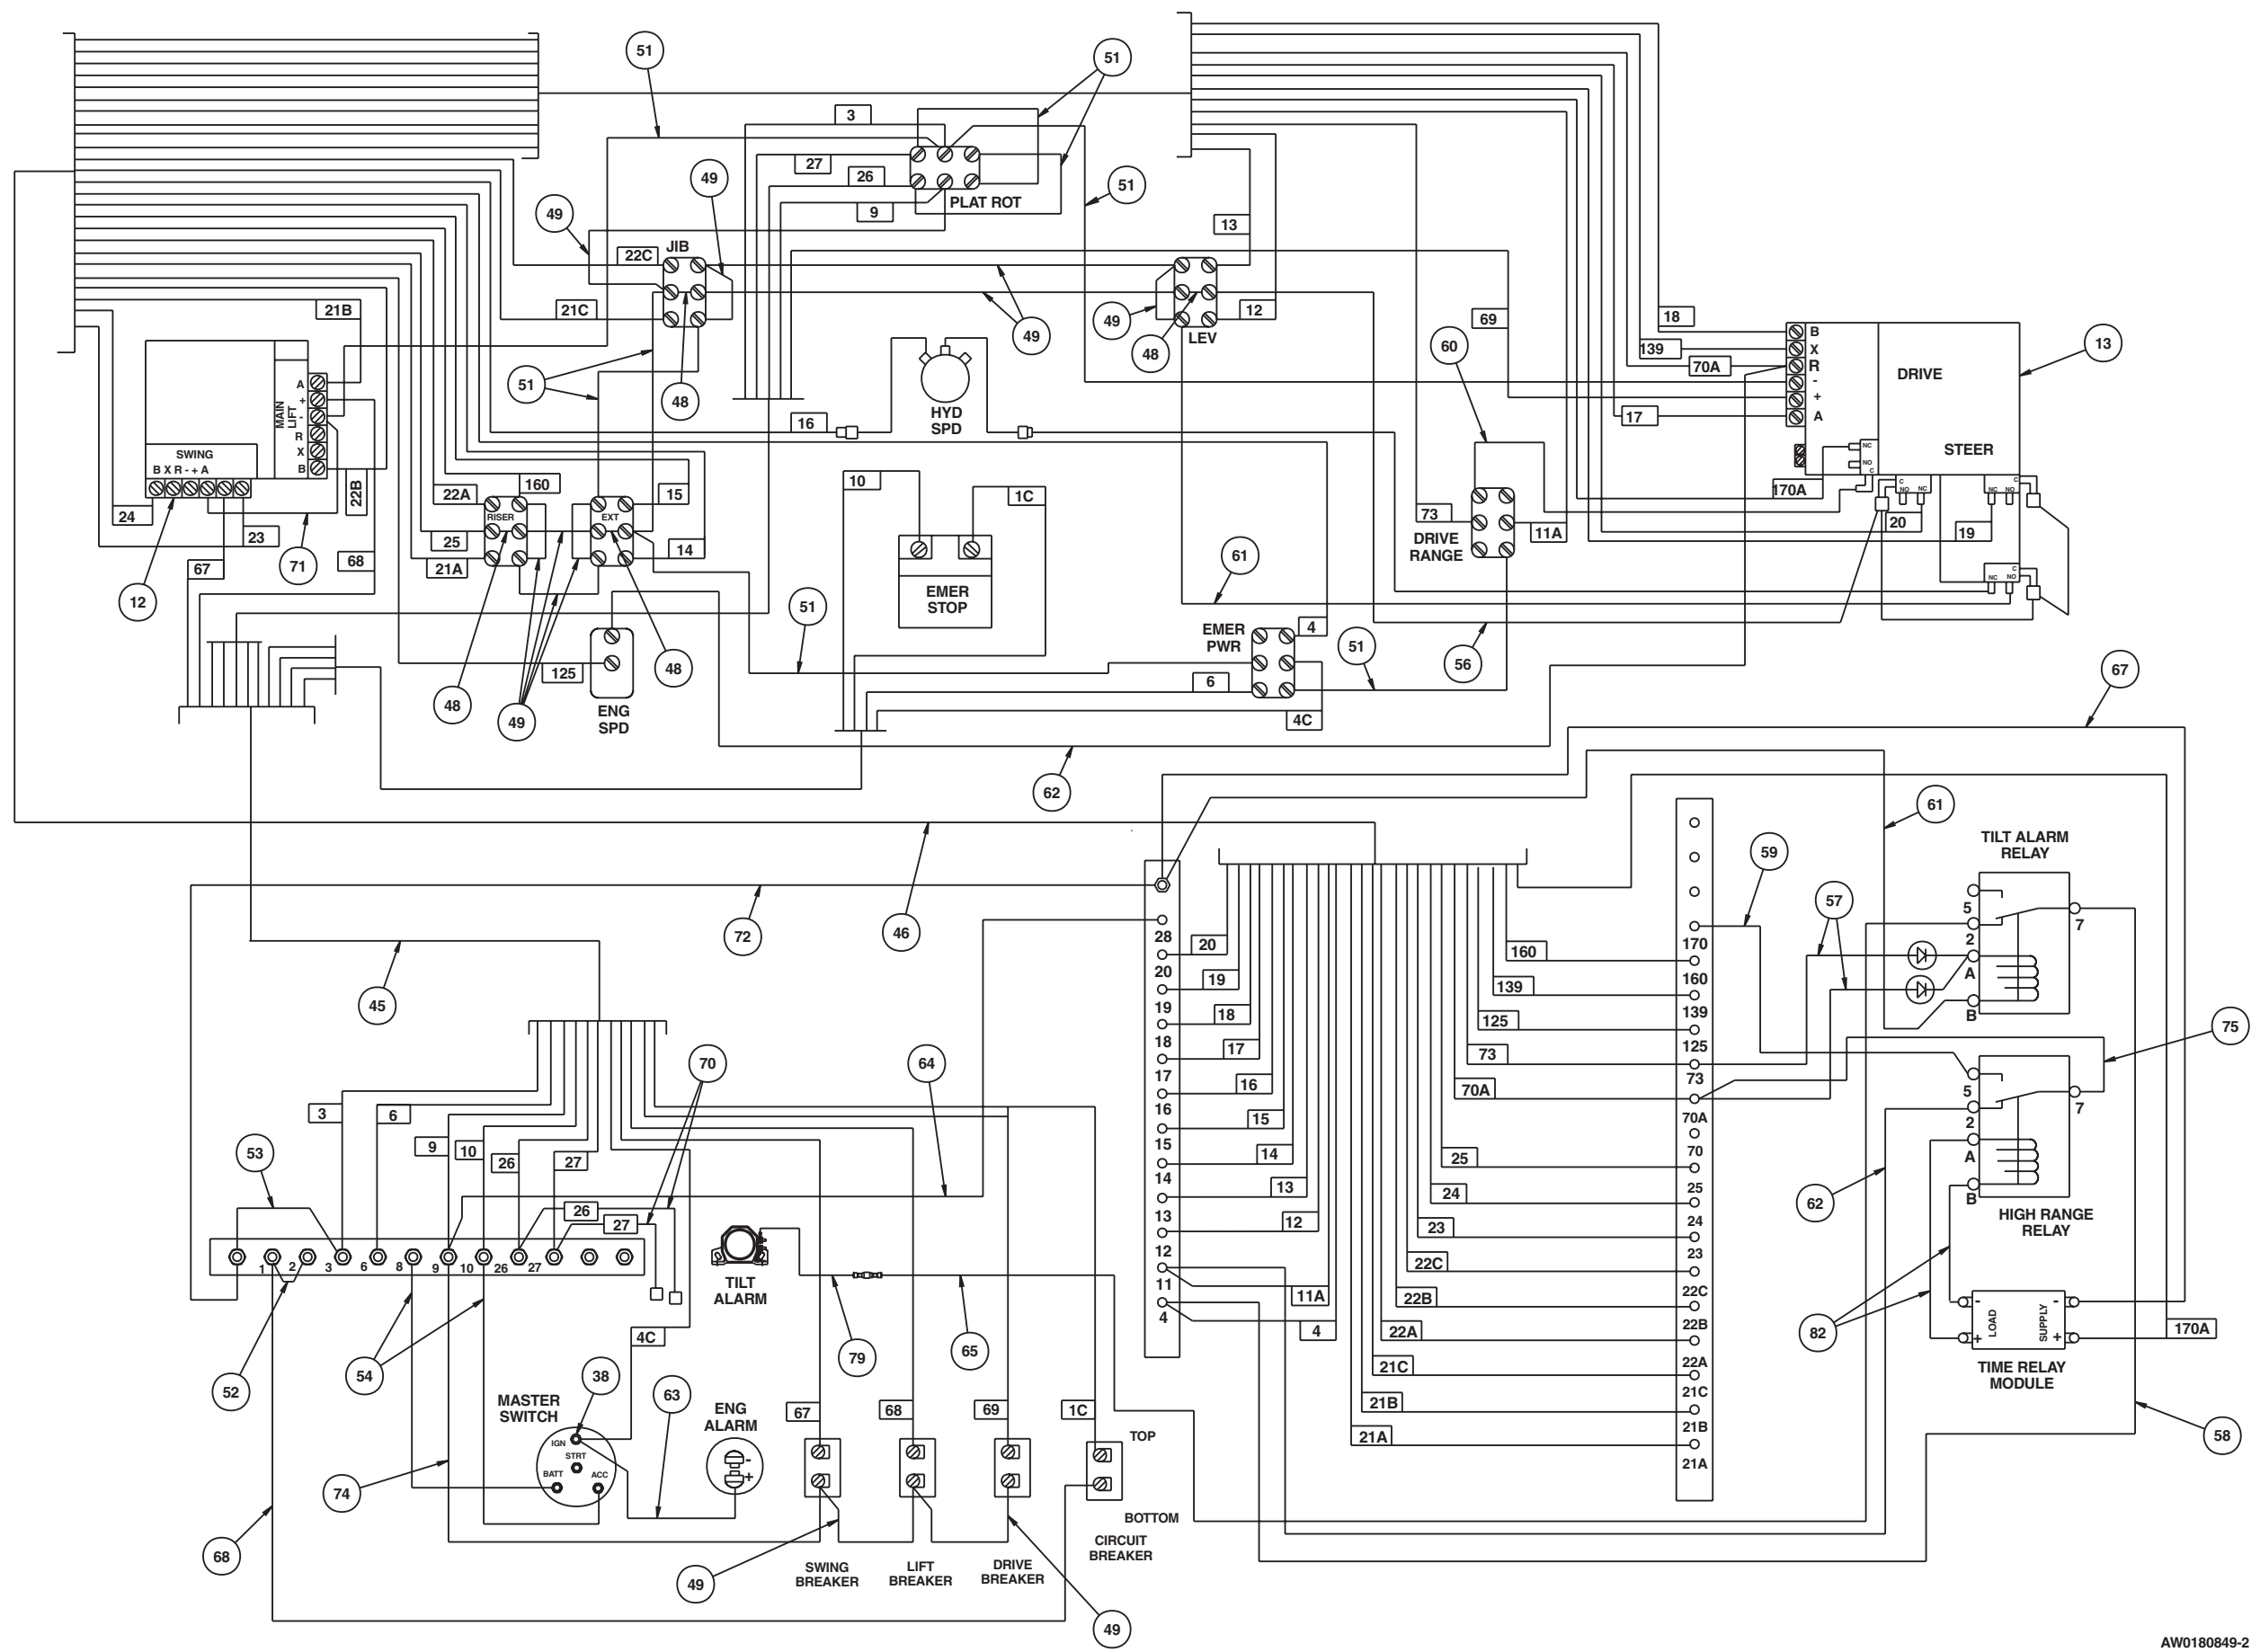 51
51
3
27
26
9
PLAT ROT
51
49
49
13
JIB
22C
21C
49
49
48
LEV
12
69
18
139
70A
17
B
X
R
-
+
A
DRIVE
STEER
13
60
21B
MAIN
LIFT
A
+
-
R
X
B
SWING
B X R - + A
22B
24
23
67
68
71
12
51
48
HYD
SPD
16
10
1C
160
22A
RISER
25
21A
EXT
15
14
EMER
STOP
73
DRIVE
RANGE
11A
170A
NC
NO
C
C
NO
NC
20
19
C
NC
NO
C
NC
NO
61
51
EMER
PWR
4
51
6
4C
56
48
49
48
125
ENG
SPD
62
67
61
46
72
45
59
57
TILT ALARM
RELAY
5
2
A
B
7
75
5
2
A
B
7
HIGH RANGE
RELAY
62
82
-
+
LOAD
SUPPLY
-
+
TIME RELAY
MODULE
170A
58
28
20
19
18
17
16
15
14
13
12
11
4
20
19
18
17
16
15
14
13
12
11A
4
160
139
125
73
70A
25
24
23
22C
22B
22A
21C
21B
21A
170
160
139
125
73
70A
70
25
24
23
22C
22B
22A
21C
21B
21A
70
64
3
6
9
10
26
27
53
26
27
1
2
3
6
8
9
10
26
27
52
54
TILT
ALARM
79
65
4C
38
63
MASTER
SWITCH
IGN
STRT
BATT
ACC
ENG
ALARM
-
+
67
68
69
1C
TOP
BOTTOM
74
68
49
SWING
BREAKER
LIFT
BREAKER
DRIVE
BREAKER
CIRCUIT
BREAKER
49
AW0180849-2